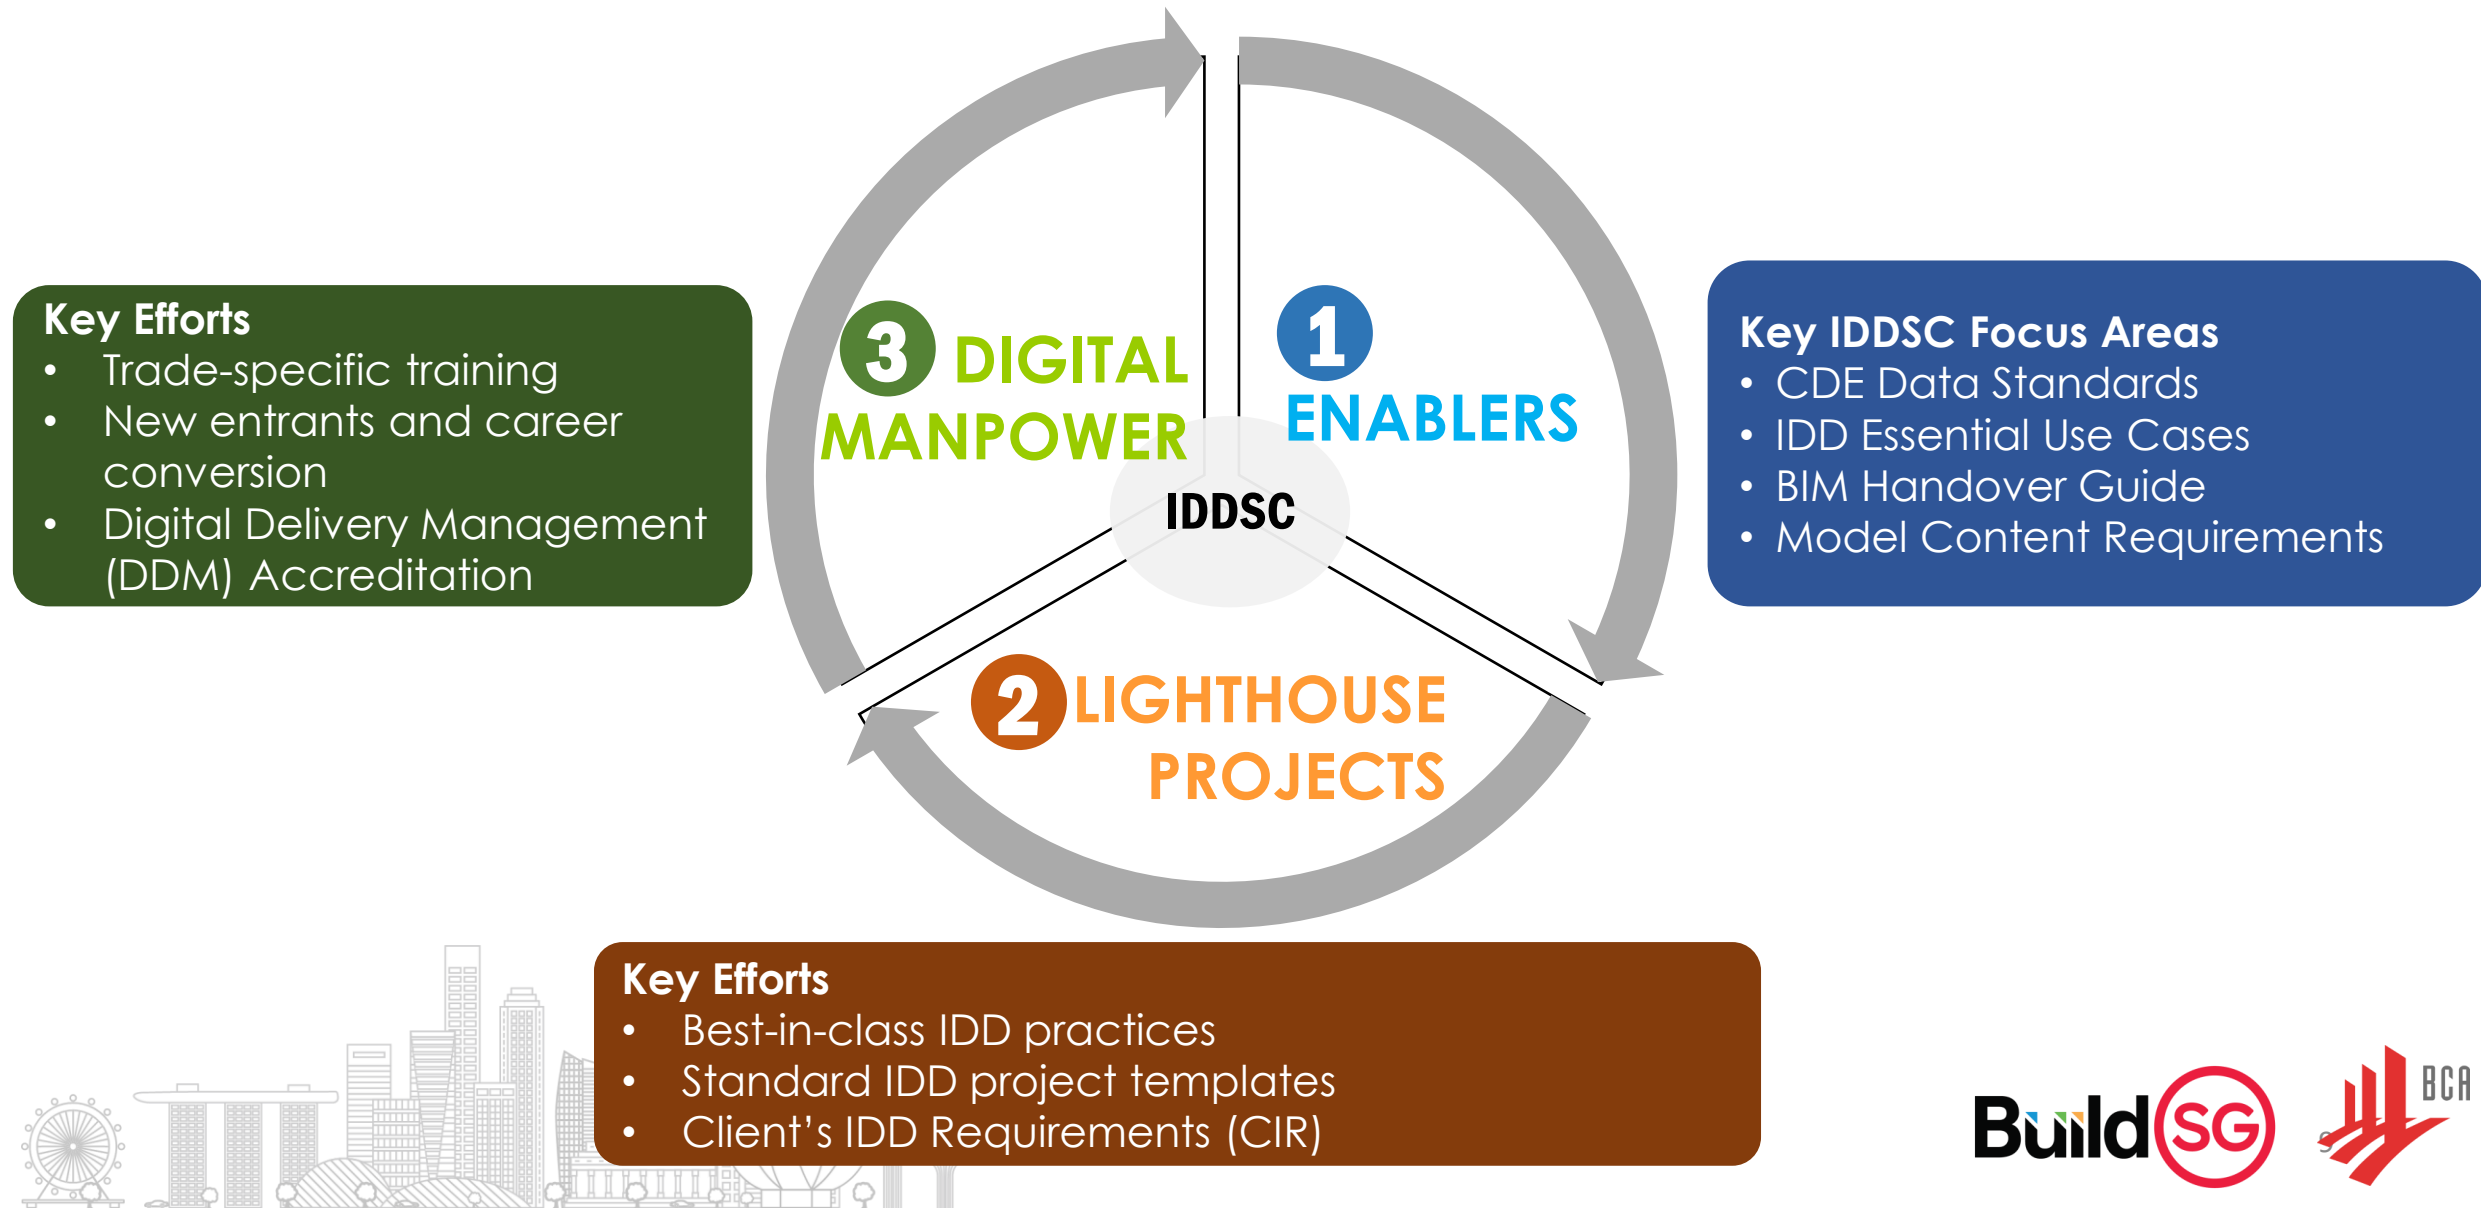 3 DIGITAL
MANPOWER
1
ENABLERS
IDDSC
2 LIGHTHOUSE
PROJECTS
Key Efforts
• Trade-specific training
• New entrants and career
conversion
• Digital Delivery Management
(DDM) Accreditation
Key IDDSC Focus Areas
• CDE Data Standards
• IDD Essential Use Cases
• BIM Handover Guide
• Model Content Requirements
Key Efforts
• Best-in-class IDD practices
• Standard IDD project templates
• Client’s IDD Requirements (CIR)
Build SG
BCA